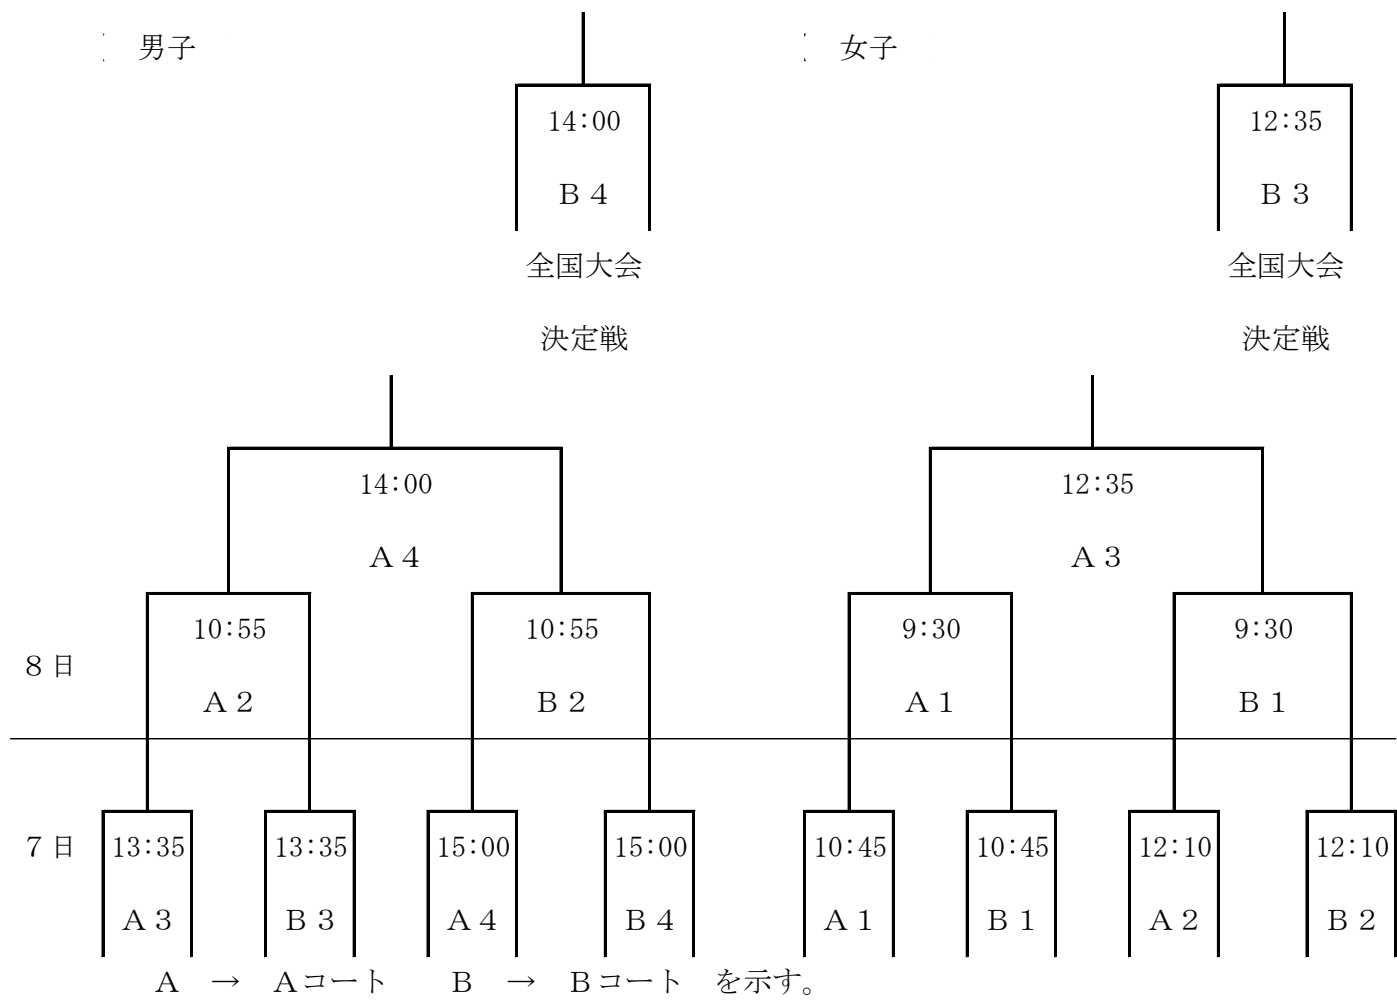 男子 女子
14:00 12:35
Ｂ４ Ｂ３
全国大会 全国大会
決定戦 決定戦
14:00 12:35
Ａ４ Ａ３
10:55 10:55 9:30 9:30
８日
Ａ２ Ｂ２ Ａ１ Ｂ１
７日 13:35 13:35 15:00 15:00 10:45 10:45 12:10 12:10
Ａ３ Ｂ３ Ａ４ Ｂ４ Ａ１ Ｂ１ Ａ２ Ｂ２
Ａ　→　Ａコート　　Ｂ　→　Ｂコート　を示す。